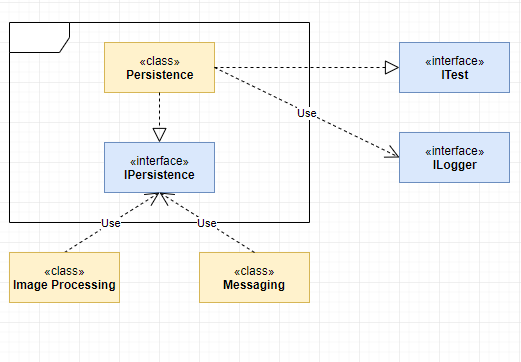 «class»
Persistence
«interface»
ITest
Use
«interface»
IPersistence
«interface»
ILogger
Use
Use
«class»
Image Processing
«class»
Messaging